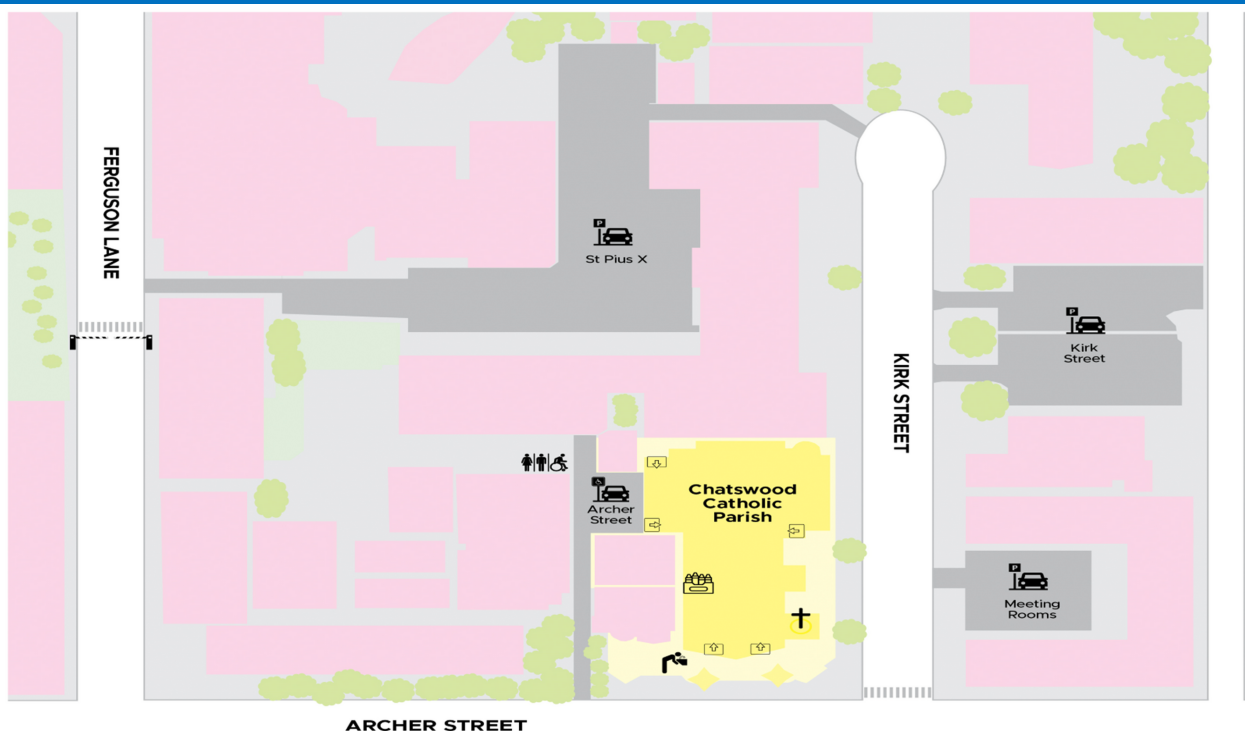 FERGUSON LANE
P
St Pius X
P
Kirk
Street
KIRK STREET
Archer
Street
Chatswood
Catholic
Parish
P
Meeting
Rooms
ARCHER STREET